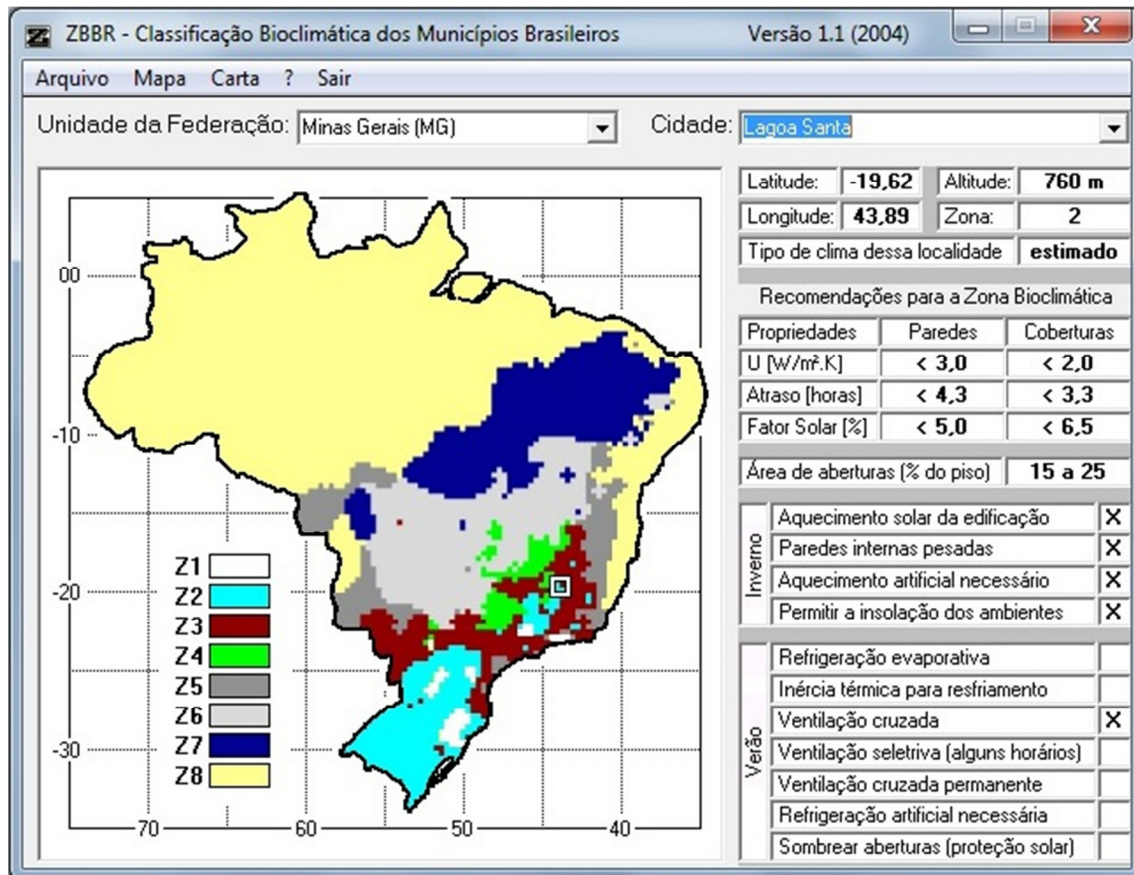 ZBBR - Classificação Bioclimática dos Municípios Brasileiros Versão 1.1 (2004)
Arquivo Mapa Carta ? Sair
Unidade da Federação: Minas Gerais (MG) Cidade: Lagoa Santa
Latitude: -19,62 Altitude: 760 m
Longitude: 43,89 Zona: 2
Tipo de clima dessa localidade estimado
Recomendações para a Zona Bioclimática
Propriedades Paredes Coberturas
U [W/m².K] < 3,0 < 2,0
Atraso [horas] < 4,3 < 3,3
Fator Solar [%] < 5,0 < 6,5
Área de aberturas (% do piso) 15 a 25
Inverno
Aquecimento solar da edificação X
Paredes internas pesadas X
Aquecimento artificial necessário X
Permitir a insolação dos ambientes X
Verão
Refrigeração evaporativa
Inércia térmica para resfriamento
Ventilação cruzada X
Ventilação seletriva (alguns horários)
Ventilação cruzada permanente
Refrigeração artificial necessária
Sombrear aberturas (proteção solar)
00
-10
-20
-30
Z1
Z2
Z3
Z4
Z5
Z6
Z7
Z8
70 60 50 40